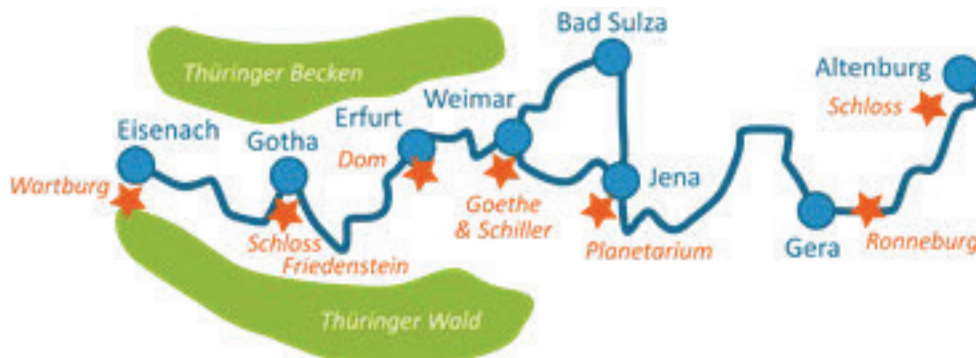 Bad Sulza
Thüringer Becken
Weimar
Altenburg
Erfurt
Schloss
Eisenach
Gotha
Dom
Jena
Wartburg
Goethe
& Schiller
Schloss
Friedenstein
Planetarium
Gera
Ronneburg
Thüringer Wald